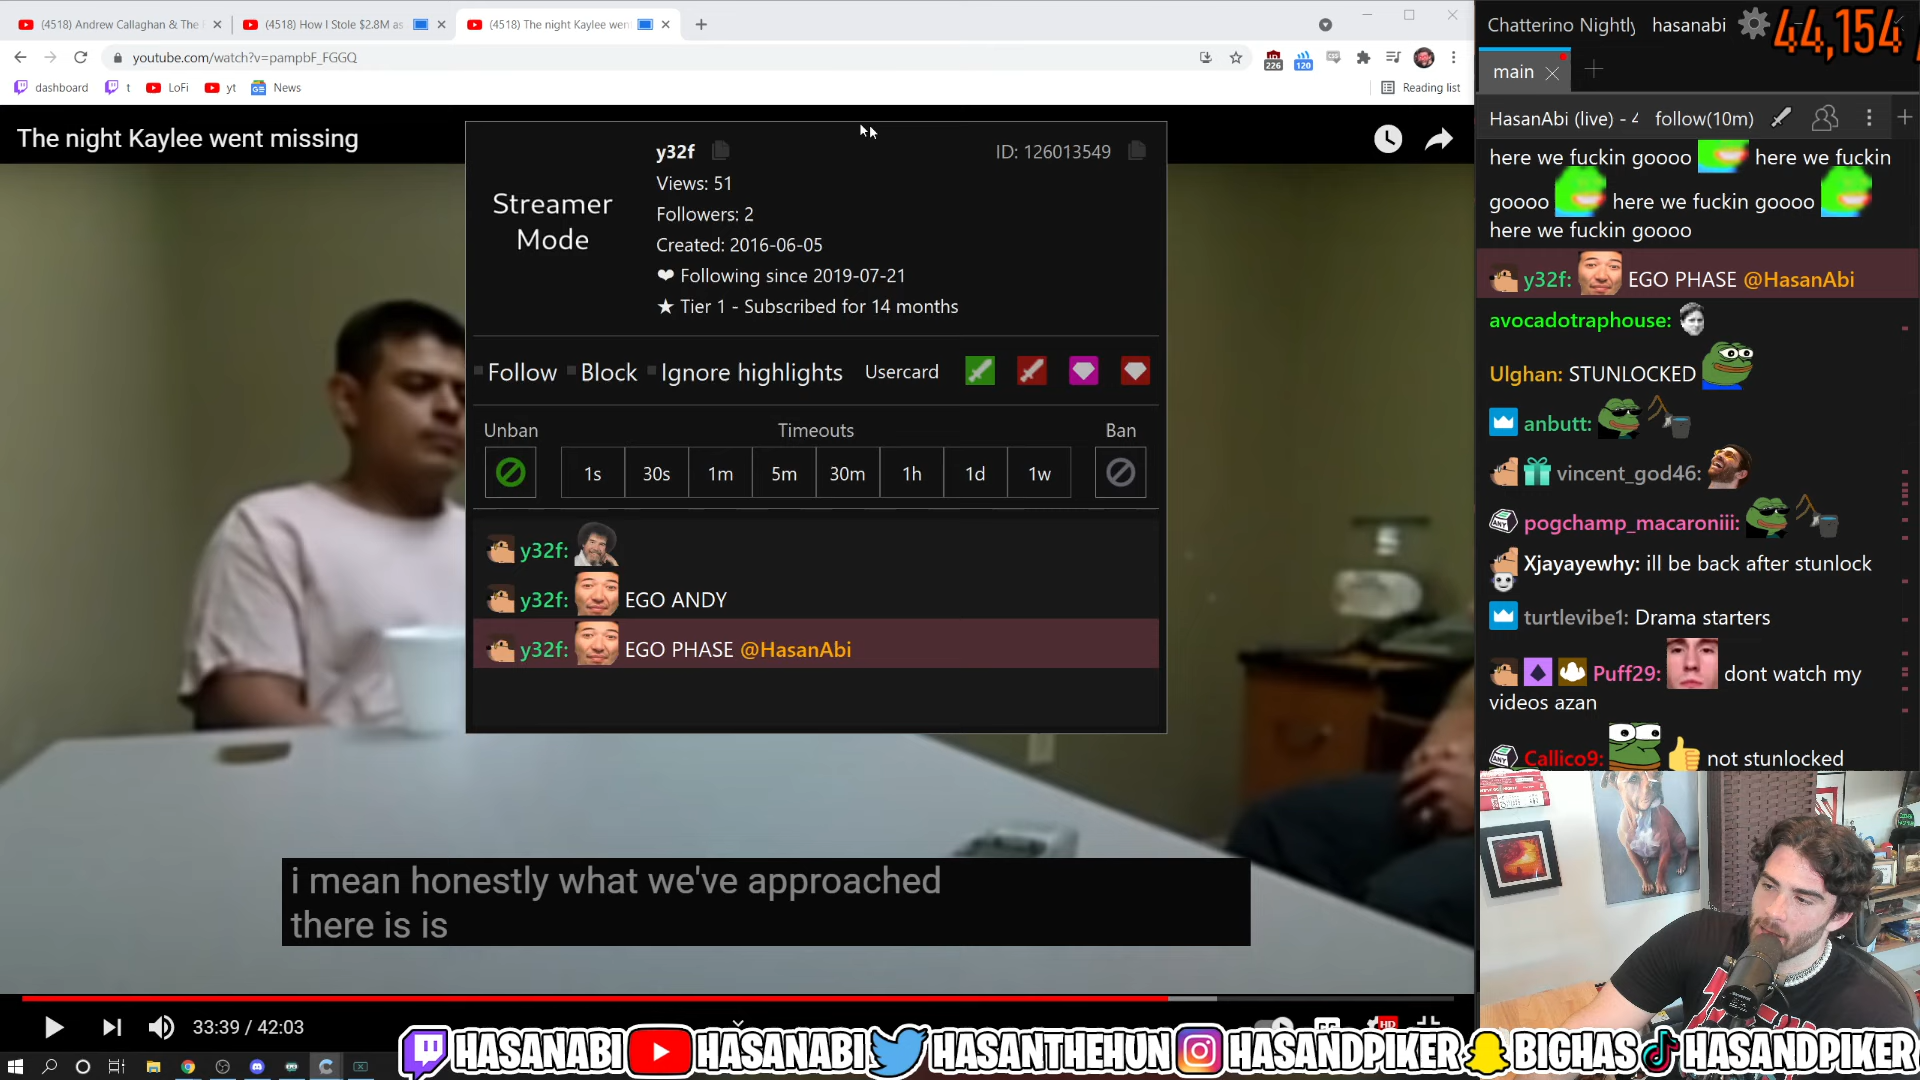 (4518) Andrew Callaghan & The
(4518) How I Stole $2.8M as
(4518) The night Kaylee wen
youtube.com/watch?v=pampbF_FGGQ
226
120
dashboard
t
LoFi
yt
News
Reading list
The night Kaylee went missing
Streamer
Mode
y32f
ID: 126013549
Views: 51
Followers: 2
Created: 2016-06-05
❤ Following since 2019-07-21
★ Tier 1 - Subscribed for 14 months
Follow
Block
Ignore highlights
Usercard
Unban
Timeouts
Ban
1s
30s
1m
5m
30m
1h
1d
1w
y32f:
y32f: EGO ANDY
y32f: EGO PHASE @HasanAbi
i mean honestly what we've approached
there is is
33:39 / 42:03
HD
Chatterino Nightly
hasanabi
44,154
main
HasanAbi (live) - 4
follow(10m)
here we fuckin goooo here we fuckin
goooo here we fuckin goooo
here we fuckin goooo
y32f: EGO PHASE @HasanAbi
avocadotraphouse:
Ulghan: STUNLOCKED
anbutt:
vincent_god46:
pogchamp_macaroniii:
Xjayayewhy: ill be back after stunlock
turtlevibe1: Drama starters
Puff29: dont watch my
videos azan
Callico9: not stunlocked
HASANABI
HASANABI
HASANTHEHUN
HASANDPIKER
BIGHAS
HASANDPIKER